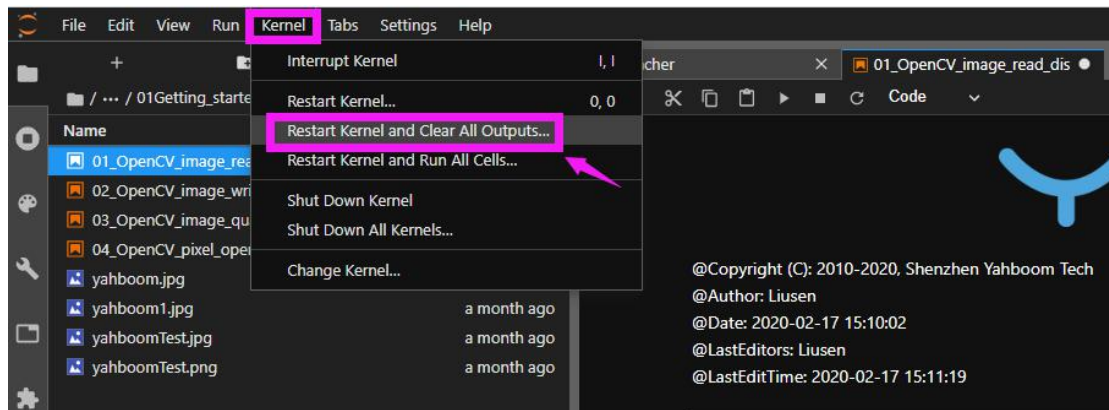 File Edit View Run Kernel Tabs Settings Help
Interrupt Kernel I, I
Restart Kernel... 0, 0
Restart Kernel and Clear All Outputs...
Restart Kernel and Run All Cells...
Shut Down Kernel
Shut Down All Kernels...
Change Kernel...
/ ··· / 01Getting_starte
Name
01_OpenCV_image_rea
02_OpenCV_image_wri
03_OpenCV_image_qu
04_OpenCV_pixel_oper
yahboom.jpg
yahboom1.jpg a month ago
yahboomTest.jpg a month ago
yahboomTest.png a month ago
cher
01_OpenCV_image_read_dis
Code
@Copyright (C): 2010-2020, Shenzhen Yahboom Tech
@Author: Liusen
@Date: 2020-02-17 15:10:02
@LastEditors: Liusen
@LastEditTime: 2020-02-17 15:11:19